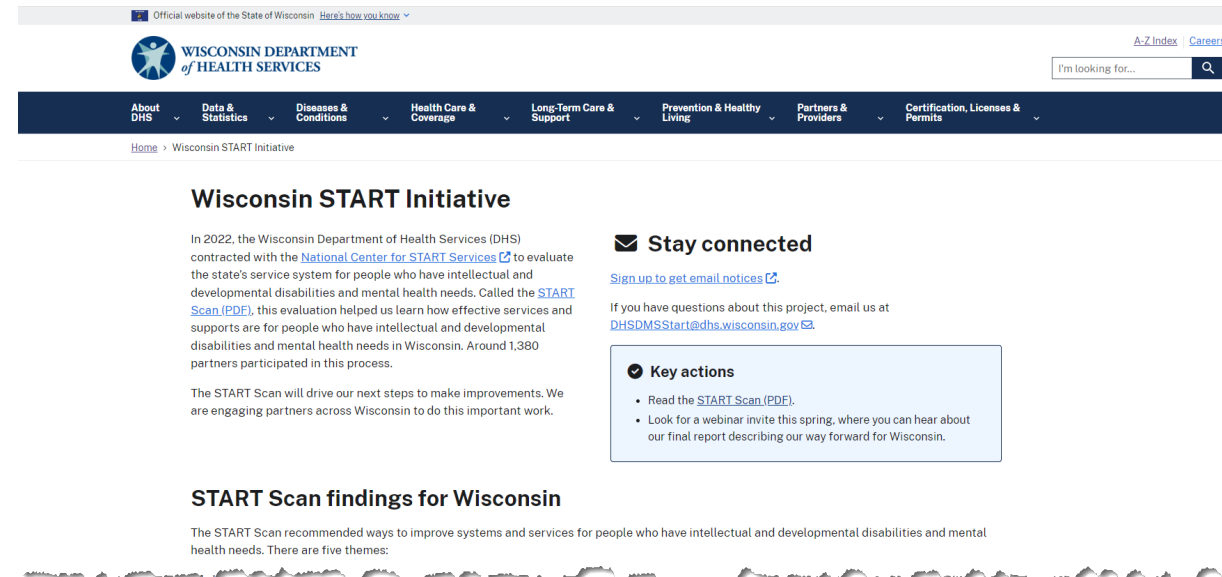 Official website of the State of Wisconsin Here's how you know
A-Z Index Careers
WISCONSIN DEPARTMENT
of HEALTH SERVICES
I'm looking for...
About DHS
Data & Statistics
Diseases & Conditions
Health Care & Coverage
Long-Term Care & Support
Prevention & Healthy Living
Partners & Providers
Certification, Licenses & Permits
Home › Wisconsin START Initiative
Wisconsin START Initiative
In 2022, the Wisconsin Department of Health Services (DHS)
contracted with the National Center for START Services to evaluate
the state's service system for people who have intellectual and
developmental disabilities and mental health needs. Called the START
Scan (PDF), this evaluation helped us learn how effective services and
supports are for people who have intellectual and developmental
disabilities and mental health needs in Wisconsin. Around 1,380
partners participated in this process.
The START Scan will drive our next steps to make improvements. We
are engaging partners across Wisconsin to do this important work.
Stay connected
Sign up to get email notices.
If you have questions about this project, email us at
DHSDMSStart@dhs.wisconsin.gov.
Key actions
• Read the START Scan (PDF).
• Look for a webinar invite this spring, where you can hear about
our final report describing our way forward for Wisconsin.
START Scan findings for Wisconsin
The START Scan recommended ways to improve systems and services for people who have intellectual and developmental disabilities and mental
health needs. There are five themes: